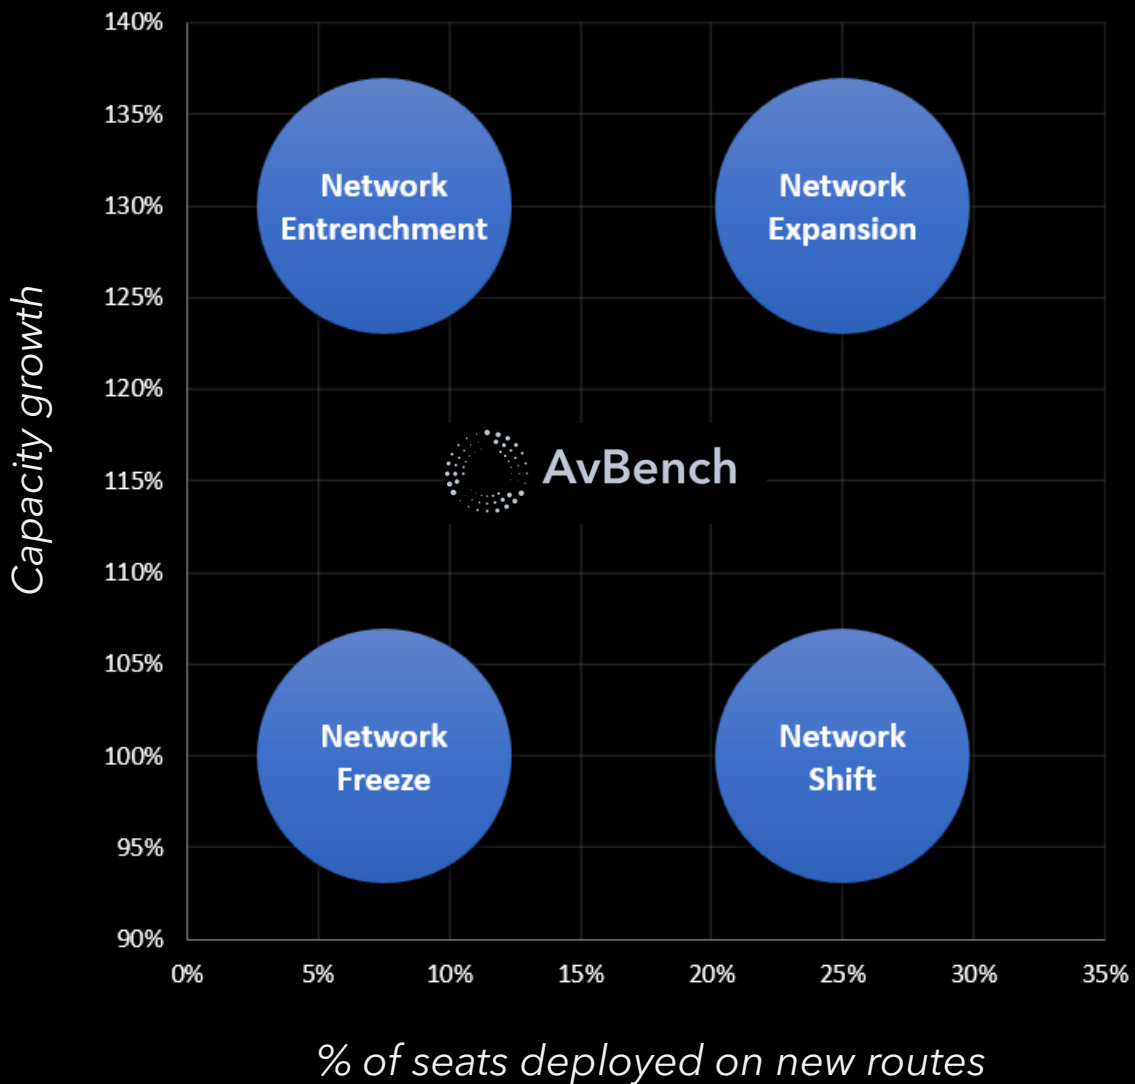 140%
135%
130%
125%
120%
115%
110%
105%
100%
95%
90%
Capacity growth
Network
Entrenchment
Network
Expansion
AvBench
Network
Freeze
Network
Shift
0% 5% 10% 15% 20% 25% 30% 35%
% of seats deployed on new routes